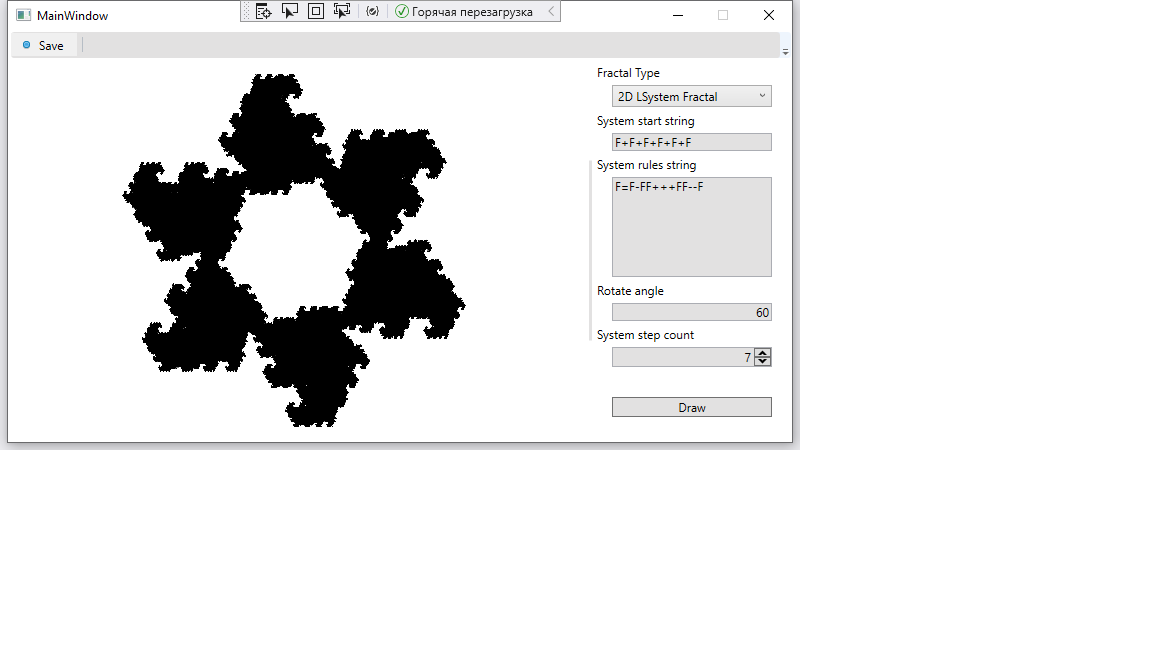 MainWindow
Горячая перезагрузка
Save
Fractal Type
2D LSystem Fractal
System start string
F+F+F+F+F+F
System rules string
F=F-FF+++FF--F
Rotate angle
60
System step count
7
Draw